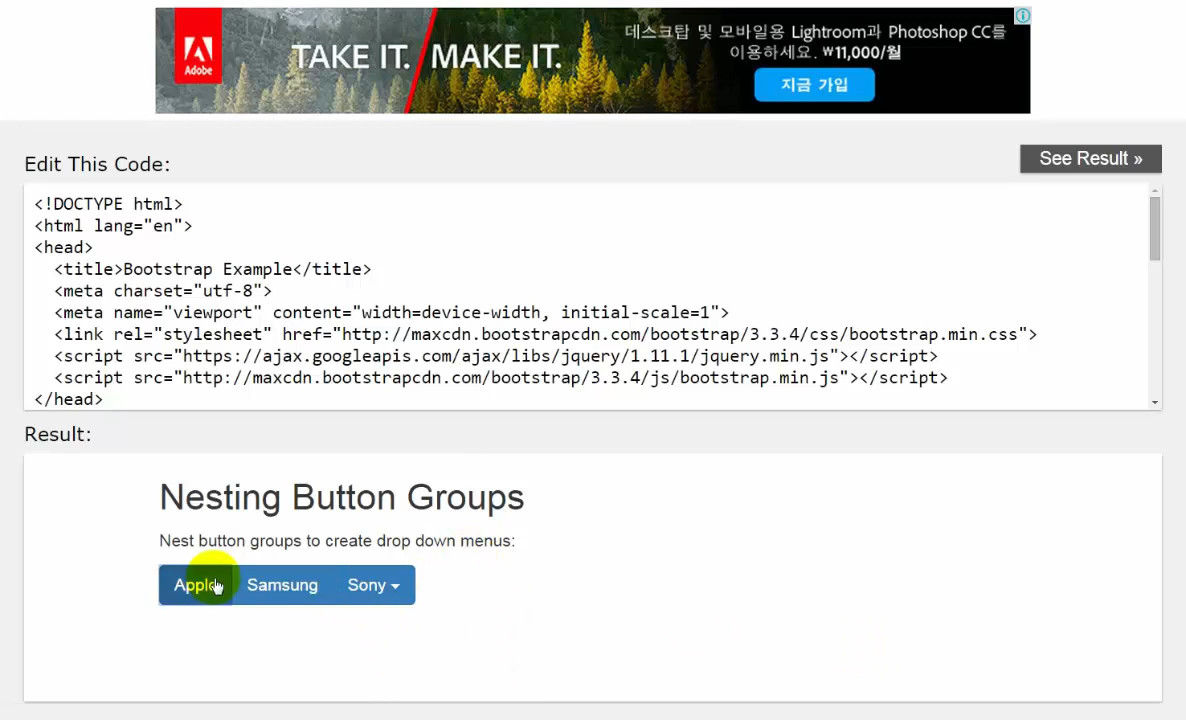 Adobe
TAKE IT. MAKE IT.
데스크탑 및 모바일용 Lightroom과 Photoshop CC를
이용하세요. ₩11,000/월
지금 가입
Edit This Code:
See Result »
<!DOCTYPE html>
<html lang="en">
<head>
  <title>Bootstrap Example</title>
  <meta charset="utf-8">
  <meta name="viewport" content="width=device-width, initial-scale=1">
  <link rel="stylesheet" href="http://maxcdn.bootstrapcdn.com/bootstrap/3.3.4/css/bootstrap.min.css">
  <script src="https://ajax.googleapis.com/ajax/libs/jquery/1.11.1/jquery.min.js"></script>
  <script src="http://maxcdn.bootstrapcdn.com/bootstrap/3.3.4/js/bootstrap.min.js"></script>
</head>
Result:
Nesting Button Groups
Nest button groups to create drop down menus:
Apple Samsung Sony